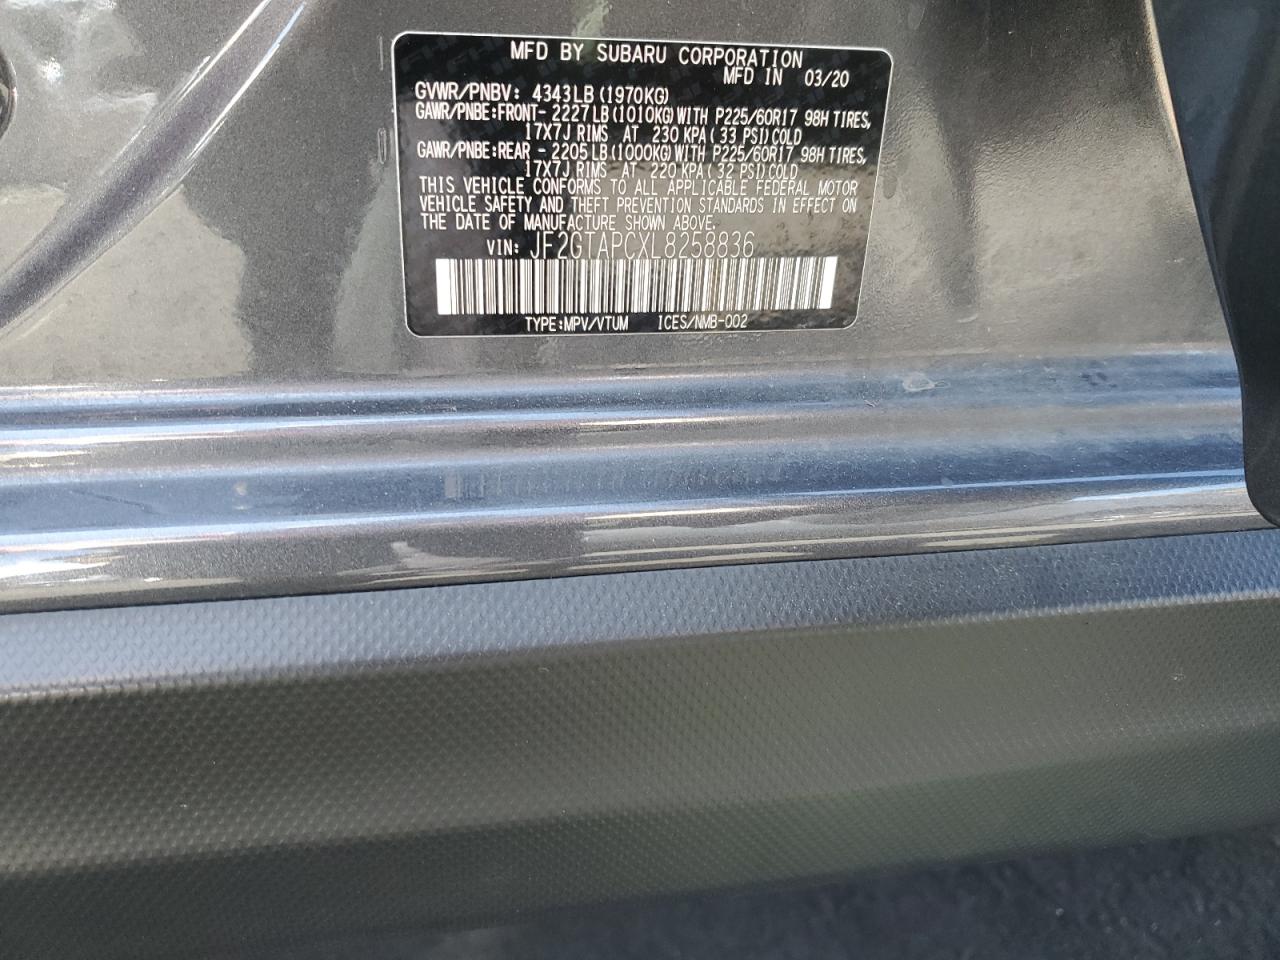 MFD BY SUBARU CORPORATION
MFD IN 03/20
GVWR/PNBV: 4343LB(1970KG)
GAWR/PNBE:FRONT- 2227LB(1010KG)WITH P225/60R17 98H TIRES,
17X7J RIMS AT 230 KPA(33 PSI)COLD
GAWR/PNBE:REAR - 2205LB(1000KG)WITH P225/60R17 98H TIRES,
17X7J RIMS AT 220 KPA(32 PSI)COLD
THIS VEHICLE CONFORMS TO ALL APPLICABLE FEDERAL MOTOR
VEHICLE SAFETY AND THEFT PREVENTION STANDARDS IN EFFECT ON
THE DATE OF MANUFACTURE SHOWN ABOVE.
VIN: JF2GTAPCXL8258836
TYPE:MPV/VTUM ICES/NMB-002